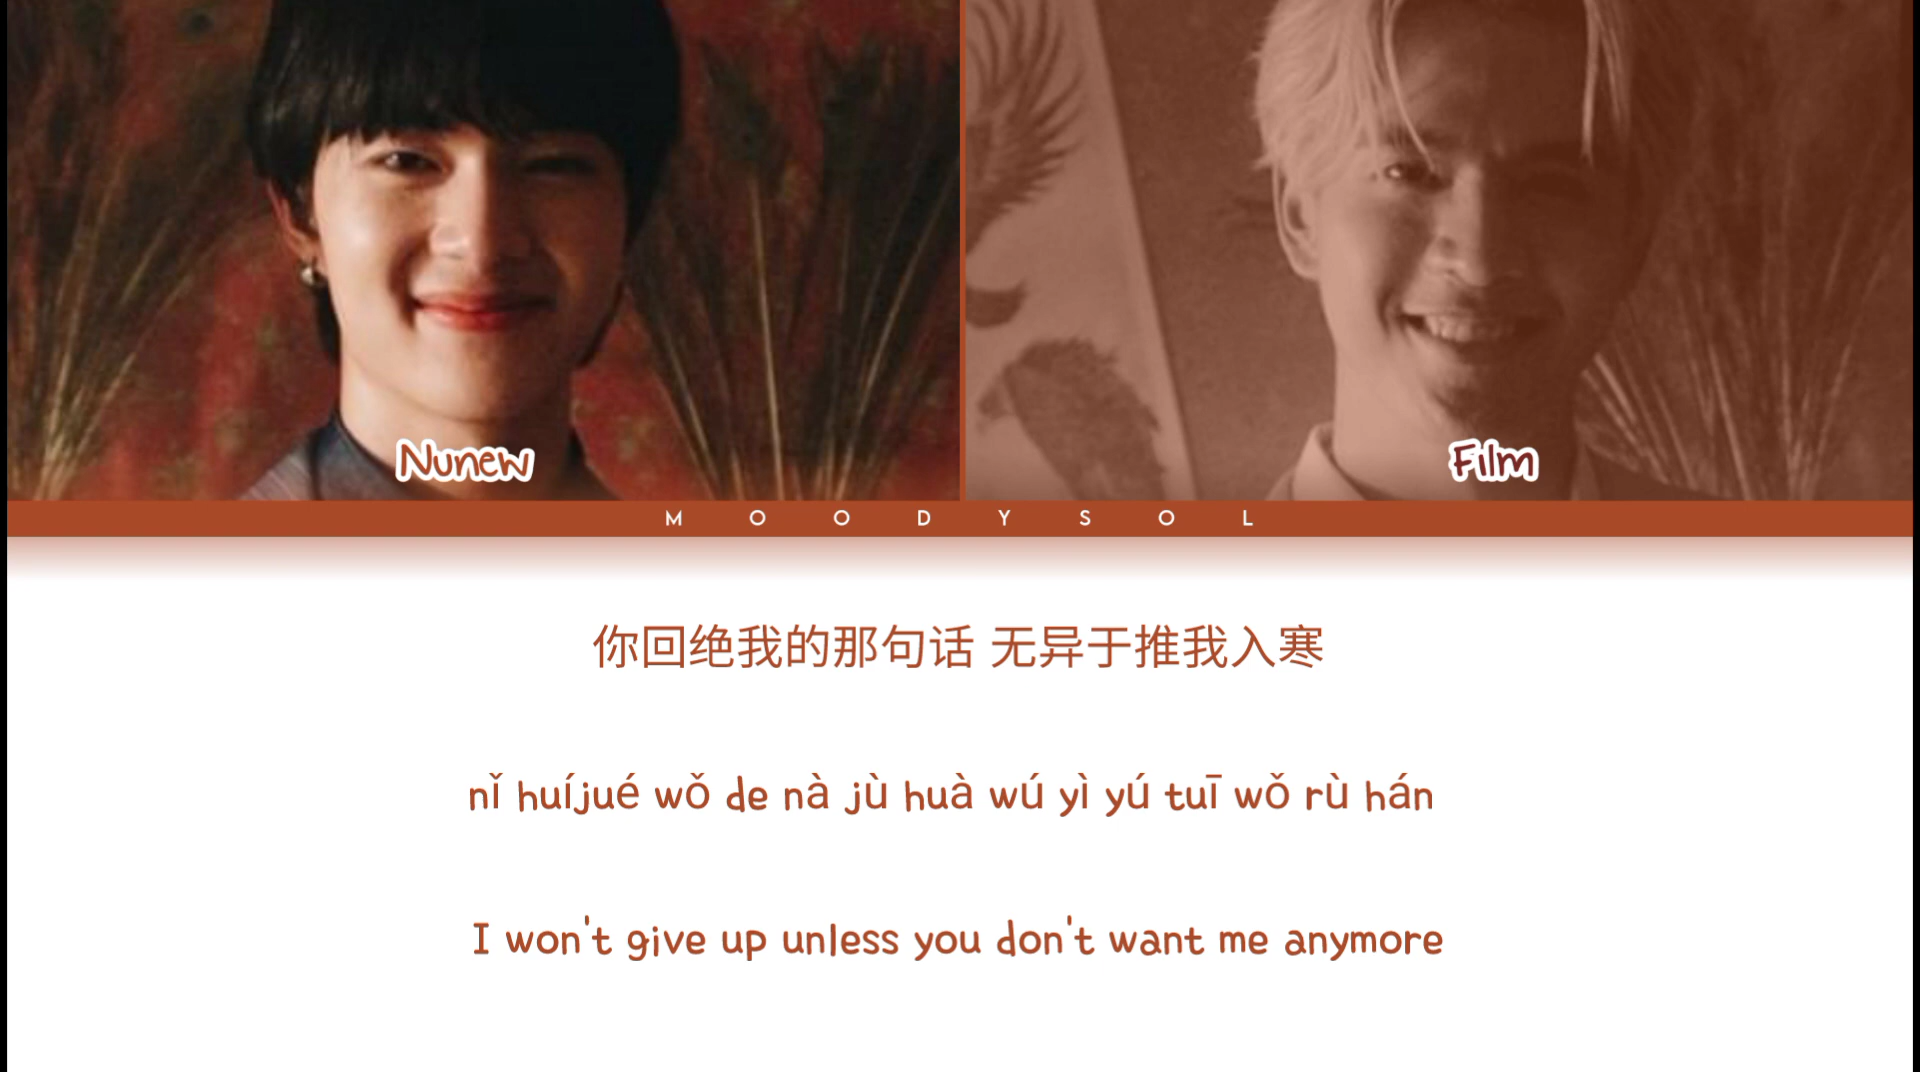 Nunew
Film
MOODYSOL
你回绝我的那句话 无异于推我入寒
nǐ huíjué wǒ de nà jù huà wú yì yú tuī wǒ rù hán
I won't give up unless you don't want me anymore